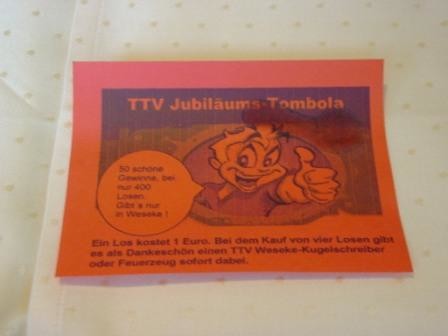 TTV Jubiläums-Tombola
50 schöne
Gewinne, bei
nur 400
Losen.
Gibt´s nur
in Weseke !
Ein Los kostet 1 Euro. Bei dem Kauf von vier Losen gibt
es als Dankeschön einen TTV Weseke-Kugelschreiber
oder Feuerzeug sofort dabei.